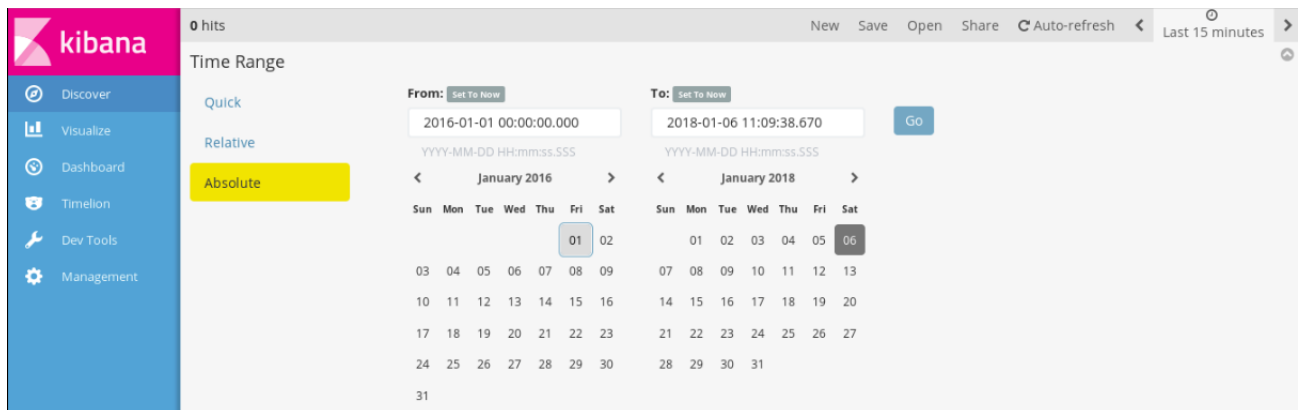 kibana
Discover
Visualize
Dashboard
Timelion
Dev Tools
Management
0 hits
New Save Open Share Auto-refresh Last 15 minutes
Time Range
Quick
Relative
Absolute
From: Set To Now
2016-01-01 00:00:00.000
YYYY-MM-DD HH:mm:ss.SSS
January 2016
Sun Mon Tue Wed Thu Fri Sat
01 02
03 04 05 06 07 08 09
10 11 12 13 14 15 16
17 18 19 20 21 22 23
24 25 26 27 28 29 30
31
To: Set To Now
2018-01-06 11:09:38.670
YYYY-MM-DD HH:mm:ss.SSS
January 2018
Sun Mon Tue Wed Thu Fri Sat
01 02 03 04 05 06
07 08 09 10 11 12 13
14 15 16 17 18 19 20
21 22 23 24 25 26 27
28 29 30 31
Go